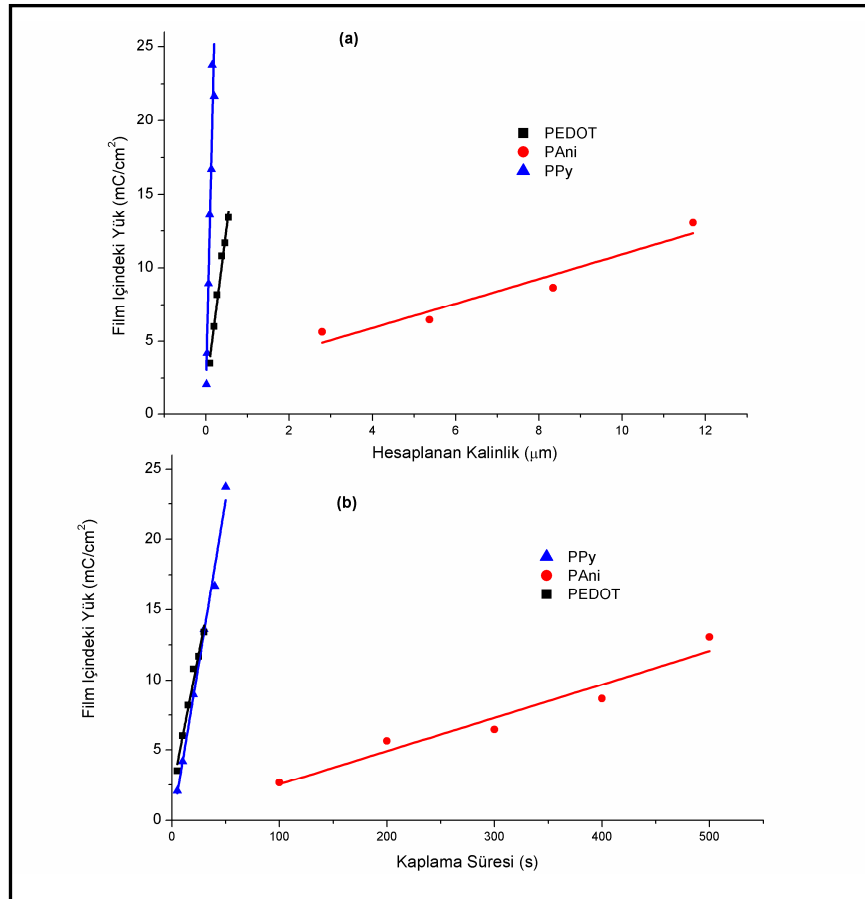 (a)
25
20
15
10
5
0
Film Içindeki Yük (mC/cm²)
PEDOT
PAni
PPy
0 2 4 6 8 10 12
Hesaplanan Kalinlik (μm)
(b)
25
20
15
10
5
0
Film Içindeki Yük (mC/cm²)
PPy
PAni
PEDOT
0 100 200 300 400 500
Kaplama Süresi (s)